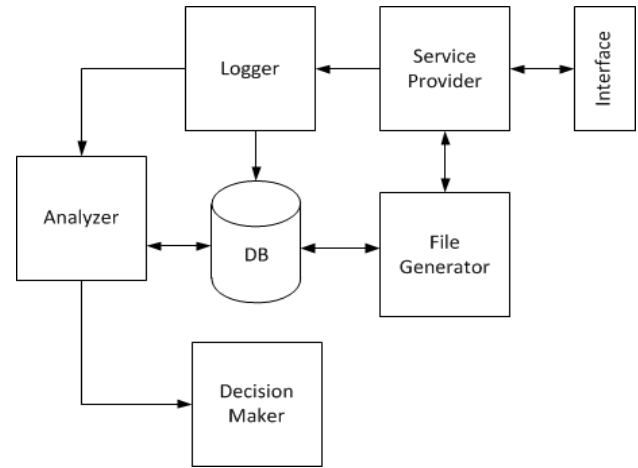 Logger
Service
Provider
Interface
Analyzer
DB
File
Generator
Decision
Maker